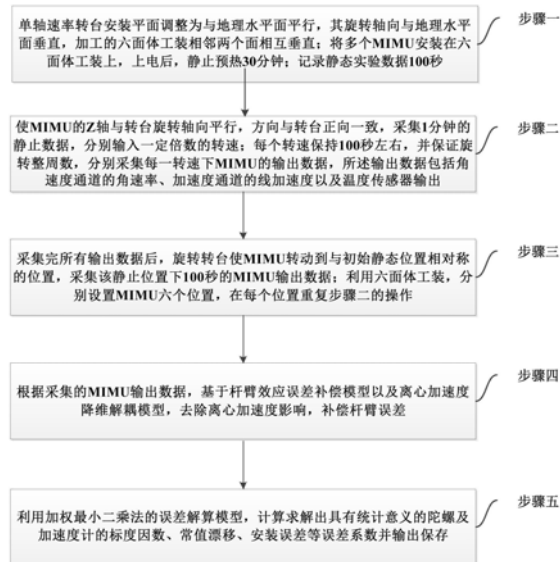 单轴速率转台安装平面调整为与地理水平面平行，其旋转轴向与地理水平
面垂直，加工的六面体工装相邻两个面相互垂直；将多个MIMU安装在六
面体工装上，上电后，静止预热30分钟；记录静态实验数据100秒
步骤一
使MIMU的Z轴与转台旋转轴向平行，方向与转台正向一致，采集1分钟的
静止数据，分别输入一定倍数的转速；每个转速保持100秒左右，并保证旋
转整周数，分别采集每一转速下MIMU的输出数据，所述输出数据包括角
速度通道的角速率、加速度通道的线加速度以及温度传感器输出
步骤二
采集完所有输出数据后，旋转转台使MIMU转动到与初始静态位置相对称
的位置，采集该静止位置下100秒的MIMU输出数据；利用六面体工装，分
别设置MIMU六个位置，在每个位置重复步骤二的操作
步骤三
根据采集的MIMU输出数据，基于杆臂效应误差补偿模型以及离心加速度
降维解耦模型，去除离心加速度影响，补偿杆臂误差
步骤四
利用加权最小二乘法的误差解算模型，计算求解出具有统计意义的陀螺及
加速度计的标度因数、常值漂移、安装误差等误差系数并输出保存
步骤五